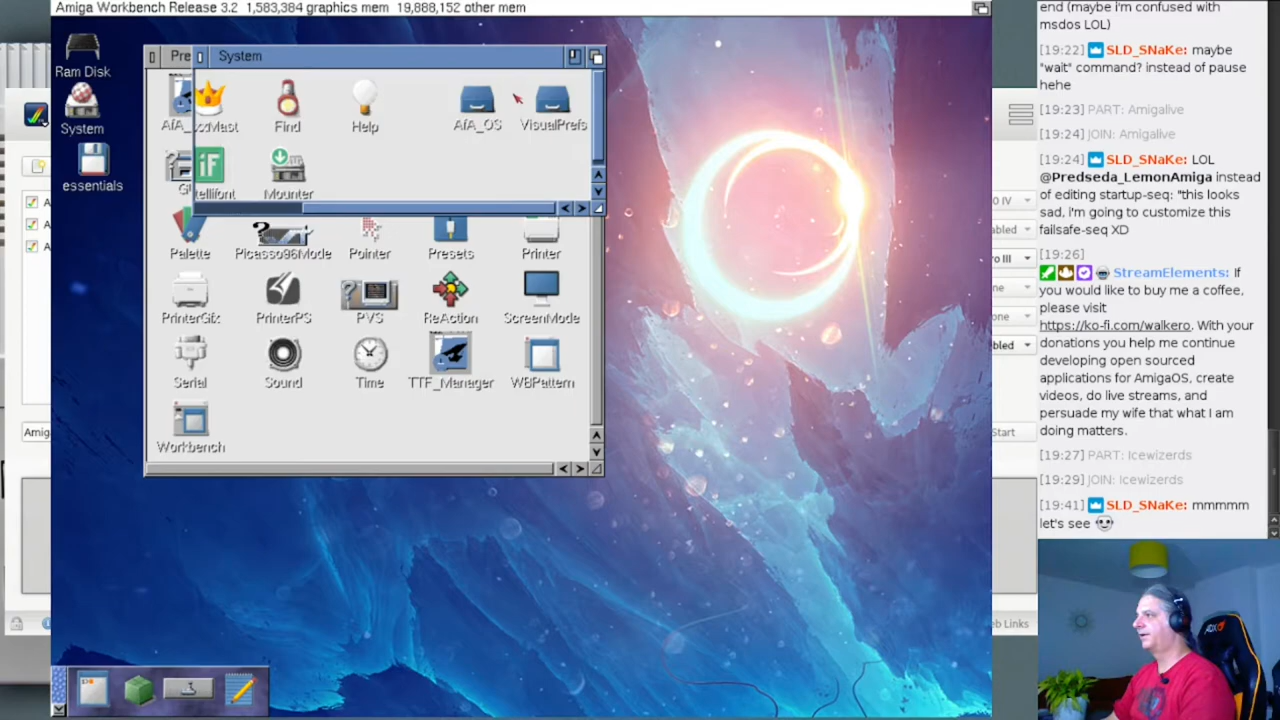 Amiga Workbench Release 3.2 1,583,384 graphics mem 19,888,152 other mem
Ram Disk
System
essentials
Pre
System
Find
Help
AfA_OS
VisualPrefs
Mounter
Palette
Picasso96Mode
Pointer
Presets
Printer
PrinterGfx
PrinterPS
PVS
ReAction
ScreenMode
Serial
Sound
Time
TTF_Manager
WBPattern
Workbench
Amig
Start
eb Links
end (maybe i'm confused with
msdos LOL)
[19:22] SLD_SNaKe: maybe
"wait" command? instead of pause
hehe
[19:23] PART: Amigalive
[19:24] JOIN: Amigalive
[19:24] SLD_SNaKe: LOL
@Predseda_LemonAmiga instead
of editing startup-seq: "this looks
sad, i'm going to customize this
failsafe-seq XD
[19:26]
StreamElements: If
you would like to buy me a coffee,
please visit
https://ko-fi.com/walkero. With your
donations you help me continue
developing open sourced
applications for AmigaOS, create
videos, do live streams, and
persuade my wife that what I am
doing matters.
[19:27] PART: Icewizerds
[19:29] JOIN: Icewizerds
[19:41] SLD_SNaKe: mmmmm
let's see